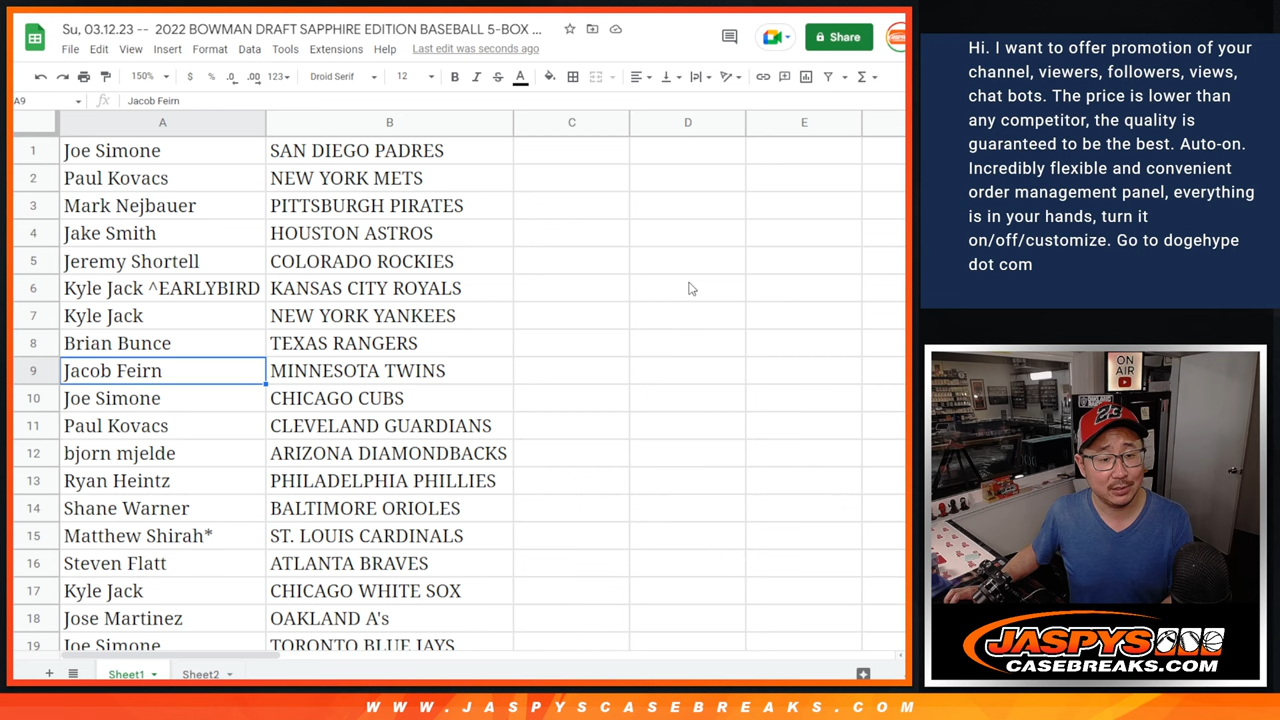 Su, 03.12.23 -- 2022 BOWMAN DRAFT SAPPHIRE EDITION BASEBALL 5-BOX ...
File Edit View Insert Format Data Tools Extensions Help Last edit was seconds ago
Share
150% $ % .0 .00 123 Droid Serif 12 B I S A
A9 fx Jacob Feirn
A B C D E
1 Joe Simone SAN DIEGO PADRES
2 Paul Kovacs NEW YORK METS
3 Mark Nejbauer PITTSBURGH PIRATES
4 Jake Smith HOUSTON ASTROS
5 Jeremy Shortell COLORADO ROCKIES
6 Kyle Jack ^EARLYBIRD KANSAS CITY ROYALS
7 Kyle Jack NEW YORK YANKEES
8 Brian Bunce TEXAS RANGERS
9 Jacob Feirn MINNESOTA TWINS
10 Joe Simone CHICAGO CUBS
11 Paul Kovacs CLEVELAND GUARDIANS
12 bjorn mjelde ARIZONA DIAMONDBACKS
13 Ryan Heintz PHILADELPHIA PHILLIES
14 Shane Warner BALTIMORE ORIOLES
15 Matthew Shirah* ST. LOUIS CARDINALS
16 Steven Flatt ATLANTA BRAVES
17 Kyle Jack CHICAGO WHITE SOX
18 Jose Martinez OAKLAND A's
19 Joe Simone TORONTO BLUE JAYS
Sheet1 Sheet2
Hi. I want to offer promotion of your
channel, viewers, followers, views,
chat bots. The price is lower than
any competitor, the quality is
guaranteed to be the best. Auto-on.
Incredibly flexible and convenient
order management panel, everything
is in your hands, turn it
on/off/customize. Go to dogehype
dot com
ON
AIR
JASPYS
CASEBREAKS.COM
WWW.JASPYSCASEBREAKS.COM